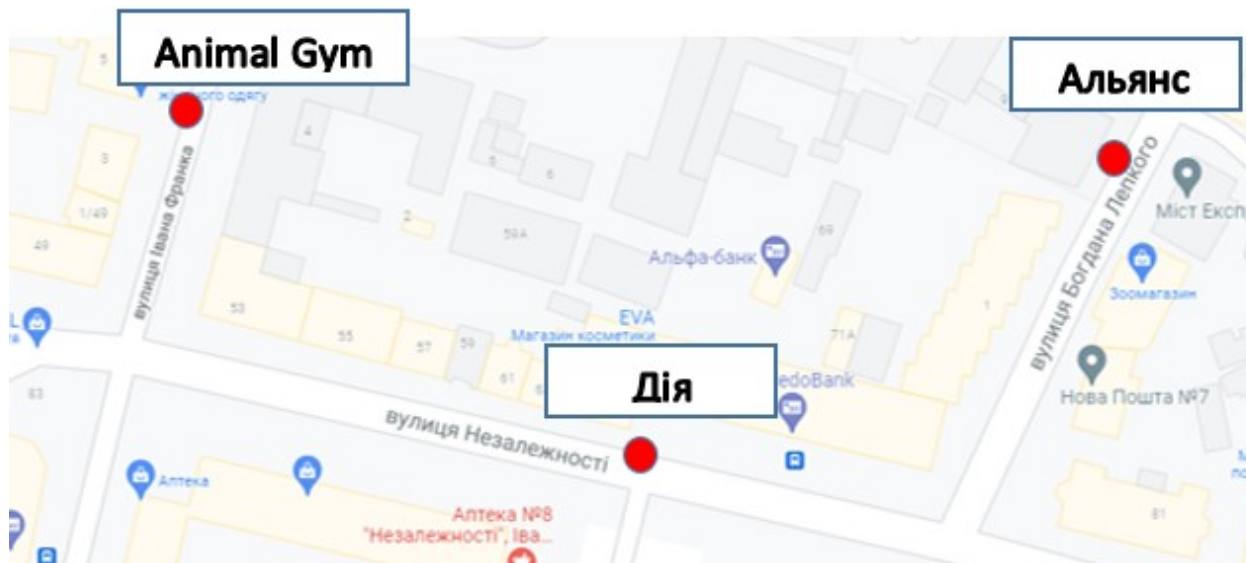 Animal Gym
Альянс
5
одягу
4
3
1/49
49
вулиця Івана Франка
5
6
2
59А
69
Альфа-банк
вулиця Богдана Лепкого
Міст Експ
Зоомагазин
1
53
55
57
59
61
EVA
Магазин косметики
71А
Дія
edoBank
Нова Пошта №7
83
вулиця Незалежності
Аптека
Аптека №8
"Незалежності", Іва...
81